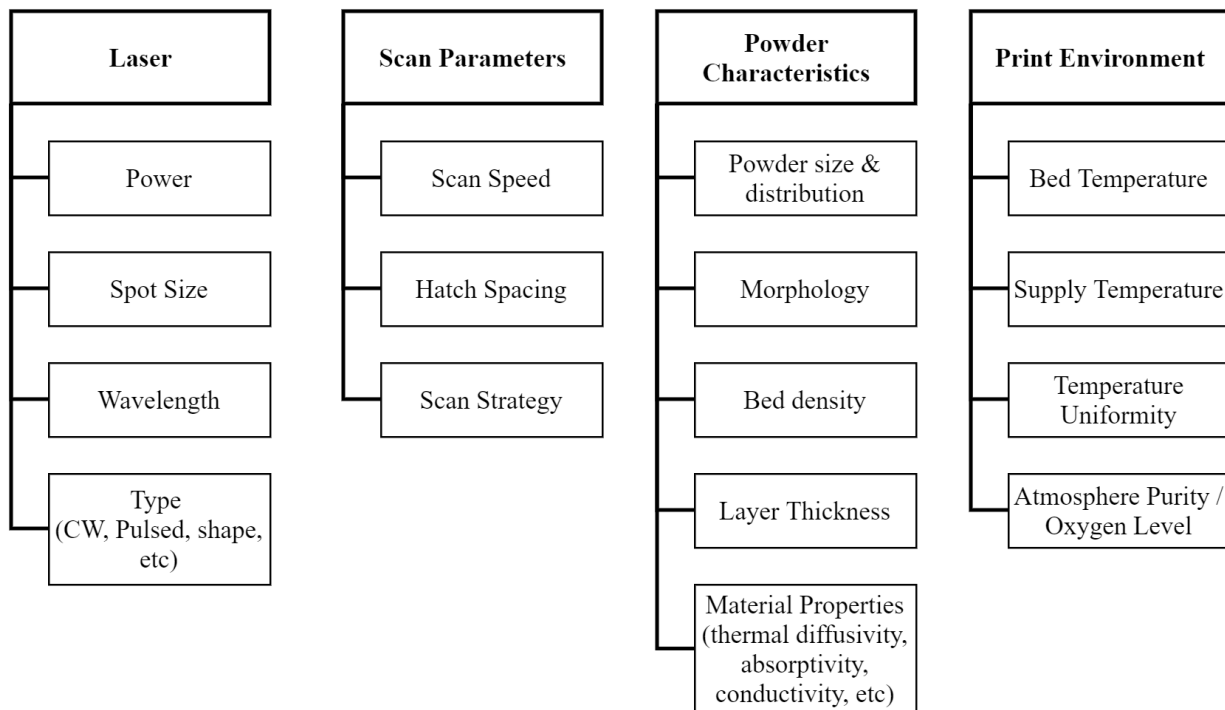 Laser
Power
Spot Size
Wavelength
Type
(CW, Pulsed, shape,
etc)
Scan Parameters
Scan Speed
Hatch Spacing
Scan Strategy
Powder
Characteristics
Powder size &
distribution
Morphology
Bed density
Layer Thickness
Material Properties
(thermal diffusivity,
absorptivity,
conductivity, etc)
Print Environment
Bed Temperature
Supply Temperature
Temperature
Uniformity
Atmosphere Purity /
Oxygen Level